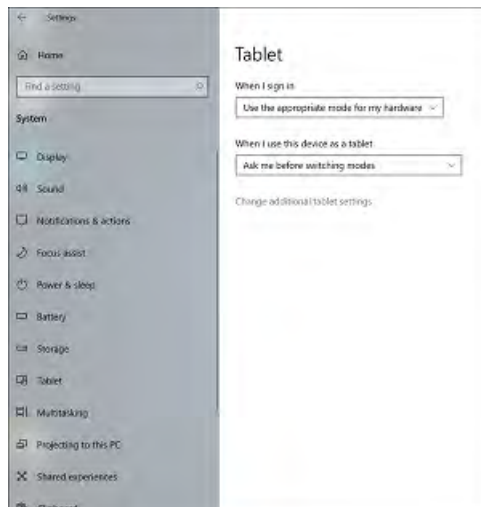 Settings
Home
Find a setting
System
Display
Sound
Notifications & actions
Focus assist
Power & sleep
Battery
Storage
Tablet
Multitasking
Projecting to this PC
Shared experiences
Tablet
When I sign in
Use the appropriate mode for my hardware
When I use this device as a tablet
Ask me before switching modes
Change additional tablet settings